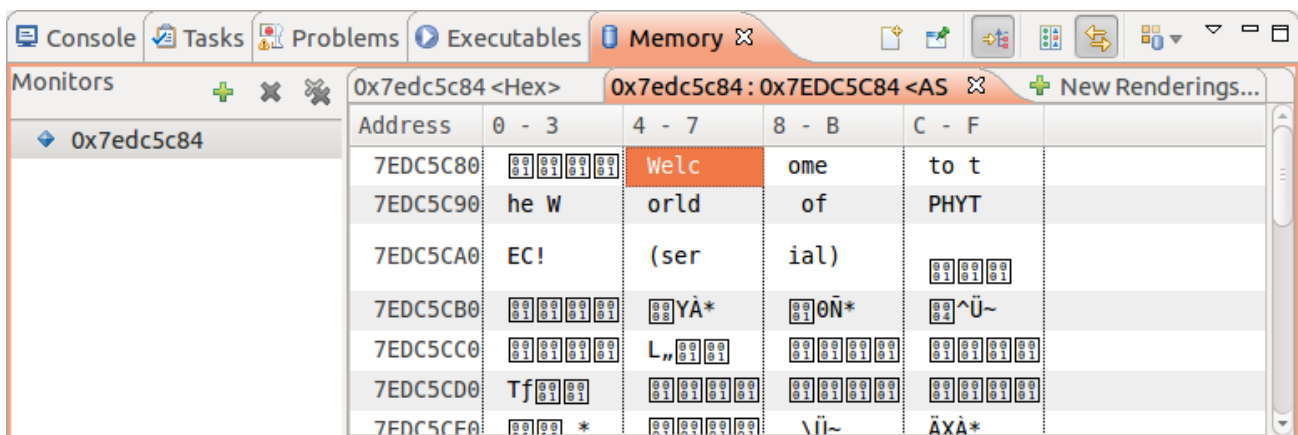 Console Tasks Problems Executables Memory
Monitors 0x7edc5c84 <Hex> 0x7edc5c84 : 0x7EDC5C84 <AS New Renderings...
0x7edc5c84
Address 0 - 3 4 - 7 8 - B C - F
7EDC5C80 Welc ome to t
7EDC5C90 he W orld of PHYT
7EDC5CA0 EC! (ser ial)
7EDC5CB0 YÀ* 0Ñ* ^Ü~
7EDC5CC0 L„
7EDC5CD0 Tƒ
7EDC5CE0 * \Ü~ ÄXÀ*